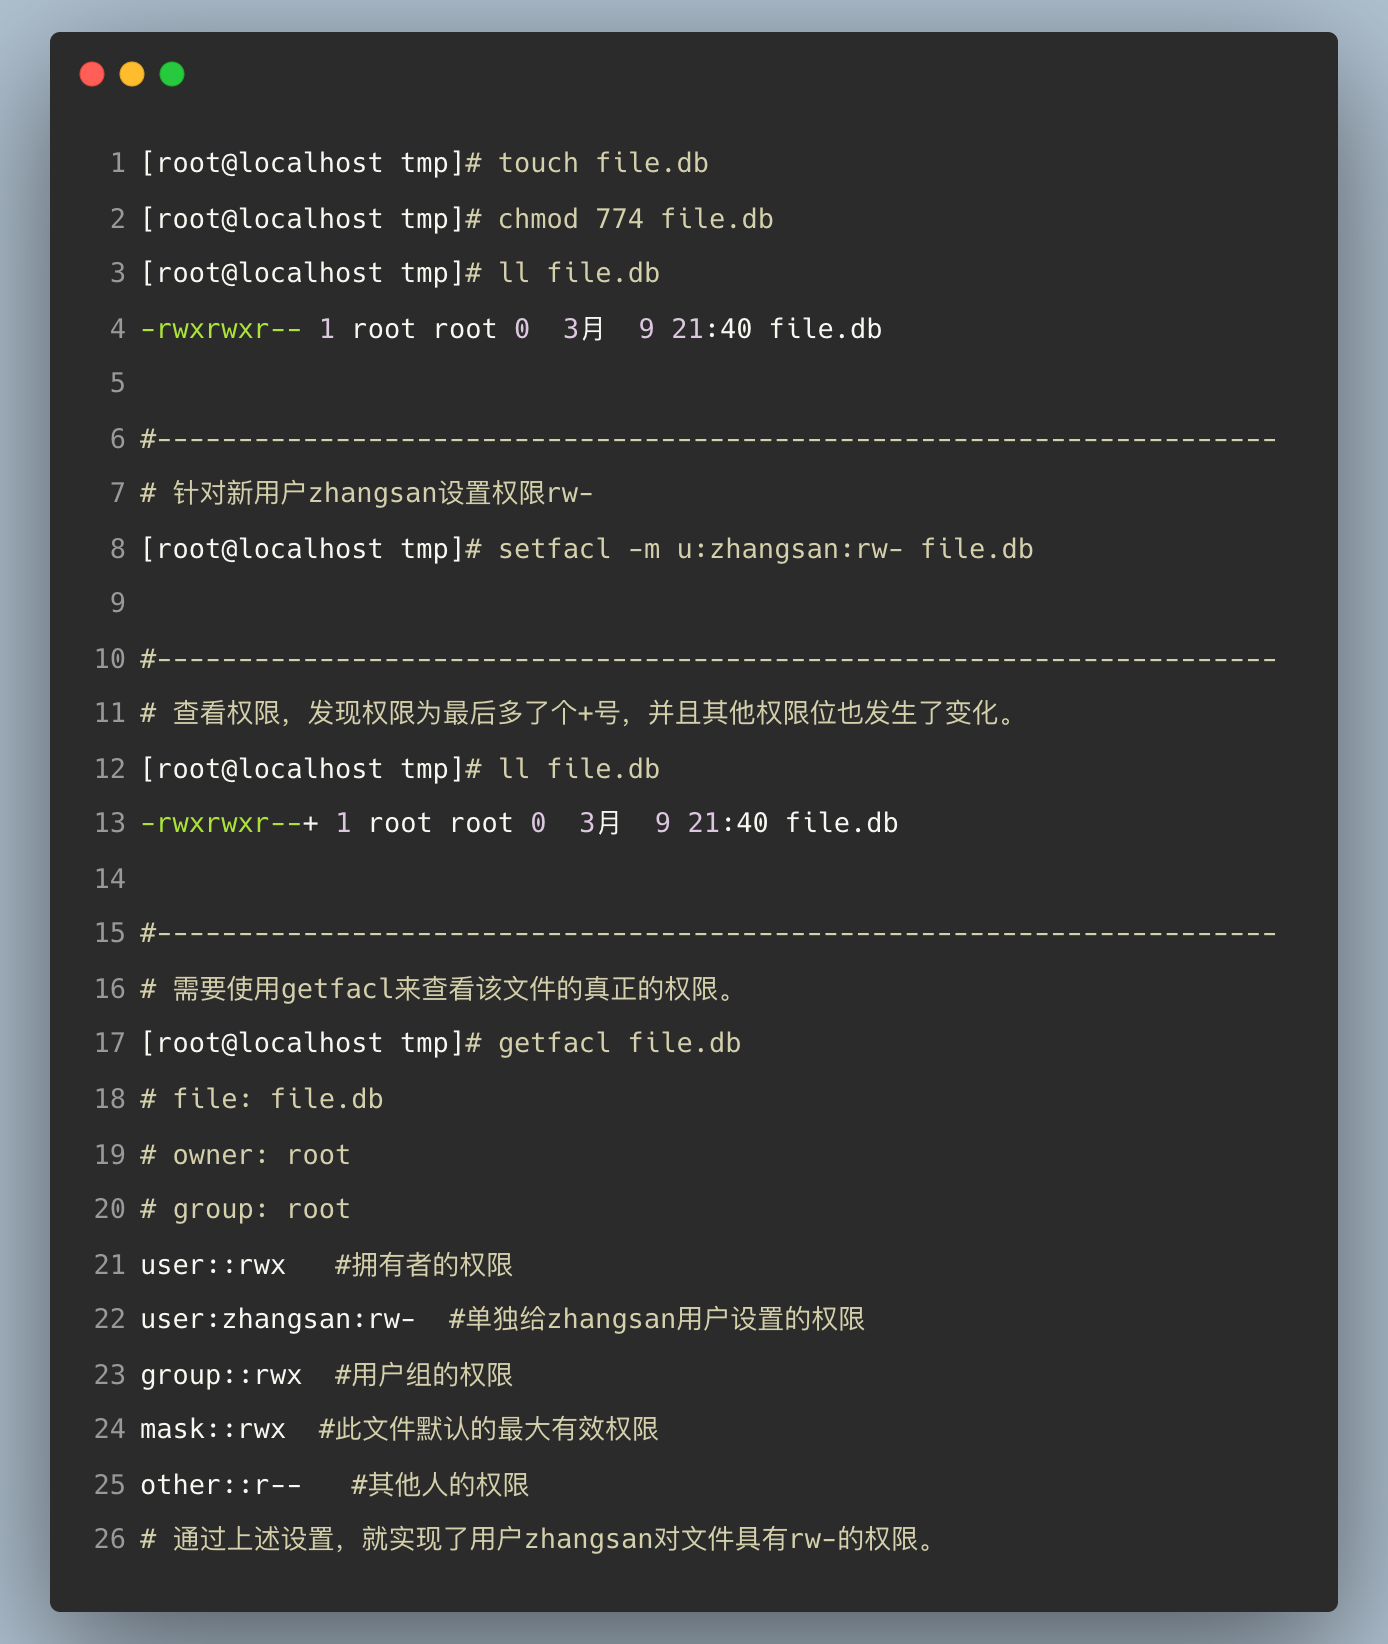 1 [root@localhost tmp]# touch file.db
2 [root@localhost tmp]# chmod 774 file.db
3 [root@localhost tmp]# ll file.db
4 -rwxrwxr-- 1 root root 0  3月  9 21:40 file.db
5
6 #---------------------------------------------------------------------
7 # 针对新用户zhangsan设置权限rw-
8 [root@localhost tmp]# setfacl -m u:zhangsan:rw- file.db
9
10 #---------------------------------------------------------------------
11 # 查看权限，发现权限为最后多了个+号，并且其他权限位也发生了变化。
12 [root@localhost tmp]# ll file.db
13 -rwxrwxr--+ 1 root root 0  3月  9 21:40 file.db
14
15 #---------------------------------------------------------------------
16 # 需要使用getfacl来查看该文件的真正的权限。
17 [root@localhost tmp]# getfacl file.db
18 # file: file.db
19 # owner: root
20 # group: root
21 user::rwx   #拥有者的权限
22 user:zhangsan:rw-  #单独给zhangsan用户设置的权限
23 group::rwx  #用户组的权限
24 mask::rwx  #此文件默认的最大有效权限
25 other::r--   #其他人的权限
26 # 通过上述设置，就实现了用户zhangsan对文件具有rw-的权限。